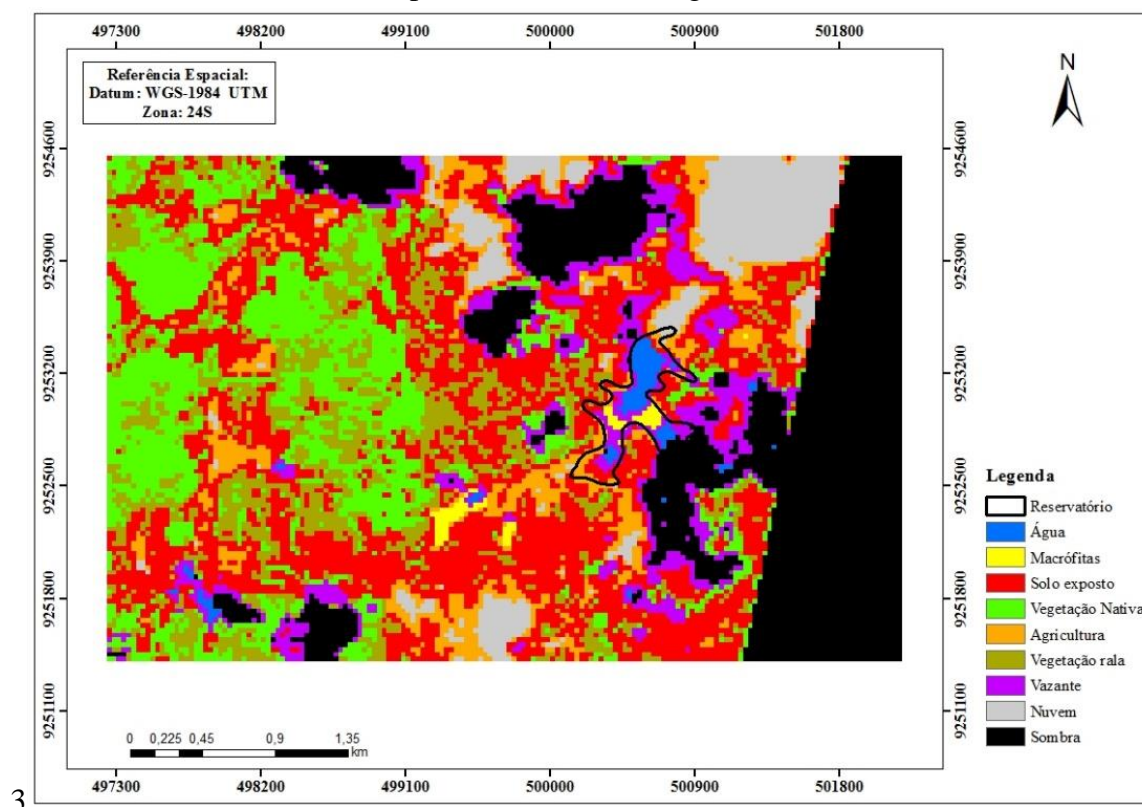 497300 498200 499100 500000 500900 501800
Referência Espacial:
Datum: WGS-1984 UTM
Zona: 24S
N
9254600 9254600
9253900 9253900
9253200 9253200
9252500 9252500
9251800 9251800
9251100 9251100
Legenda
Reservatório
Água
Macrófitas
Solo exposto
Vegetação Nativa
Agricultura
Vegetação rala
Vazante
Nuvem
Sombra
0 0,225 0,45 0,9 1,35
km
497300 498200 499100 500000 500900 501800
3